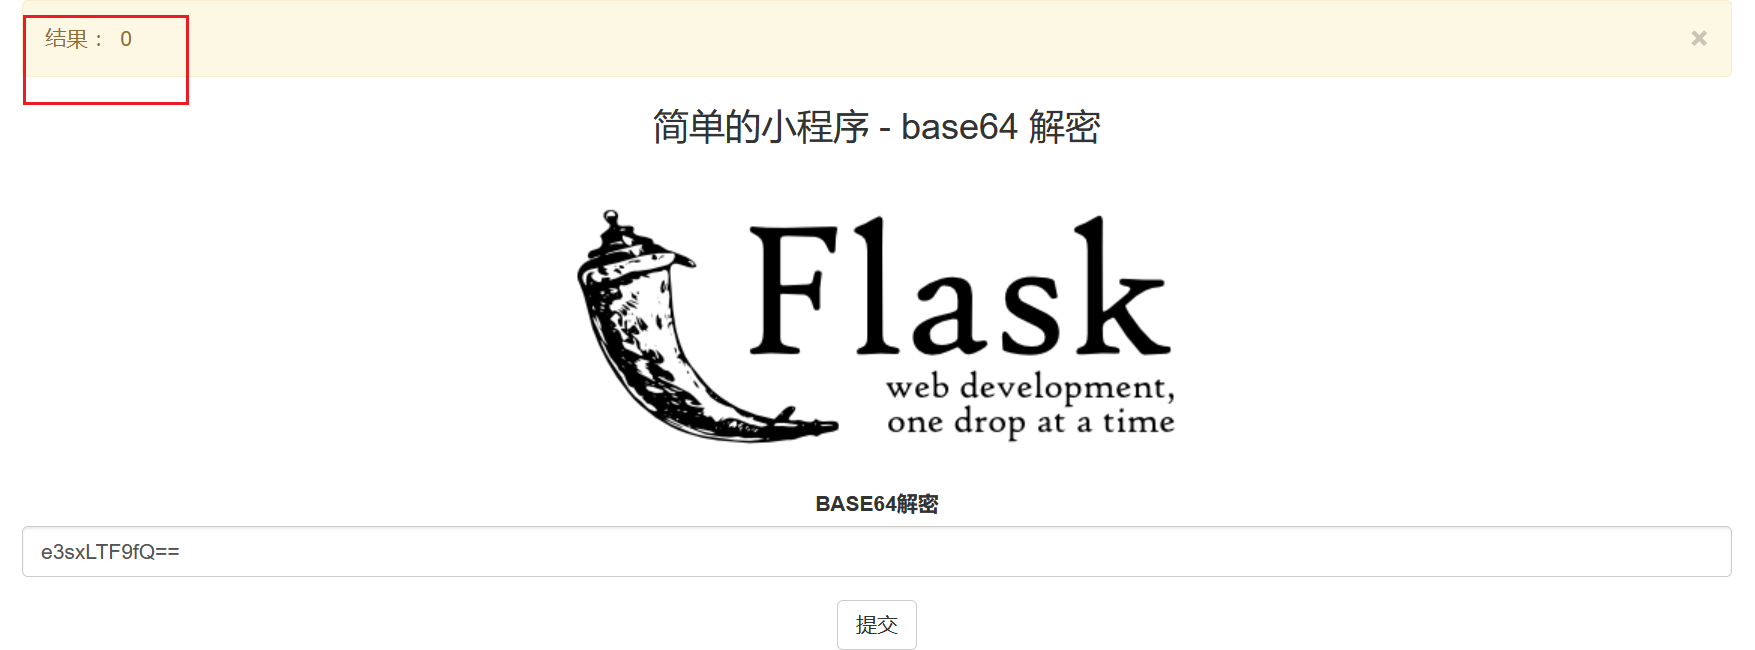 结果： 0
×
简单的小程序 - base64 解密
Flask
web development,
one drop at a time
BASE64解密
e3sxLTF9fQ==
提交